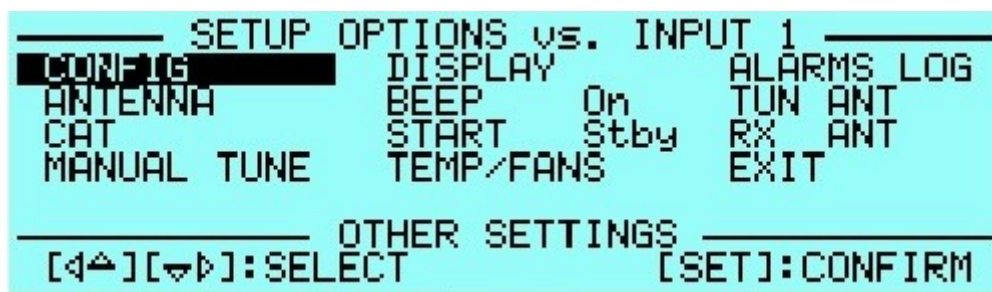 SETUP OPTIONS vs. INPUT 1
CONFIG DISPLAY ALARMS LOG
ANTENNA BEEP On TUN ANT
CAT START Stby RX ANT
MANUAL TUNE TEMP/FANS EXIT
OTHER SETTINGS
[◁△][▽▷]:SELECT [SET]:CONFIRM